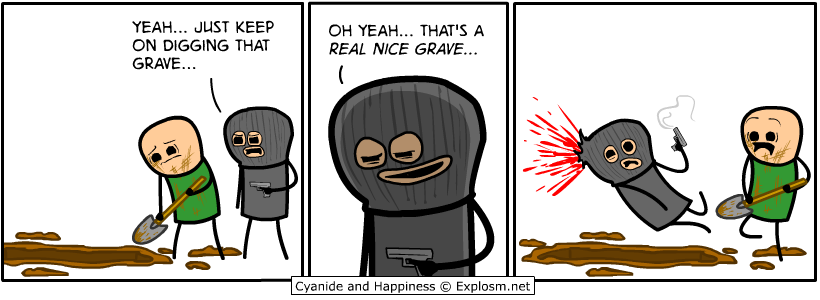 YEAH... JUST KEEP
ON DIGGING THAT
GRAVE...
OH YEAH... THAT'S A
REAL NICE GRAVE...
Cyanide and Happiness © Explosm.net